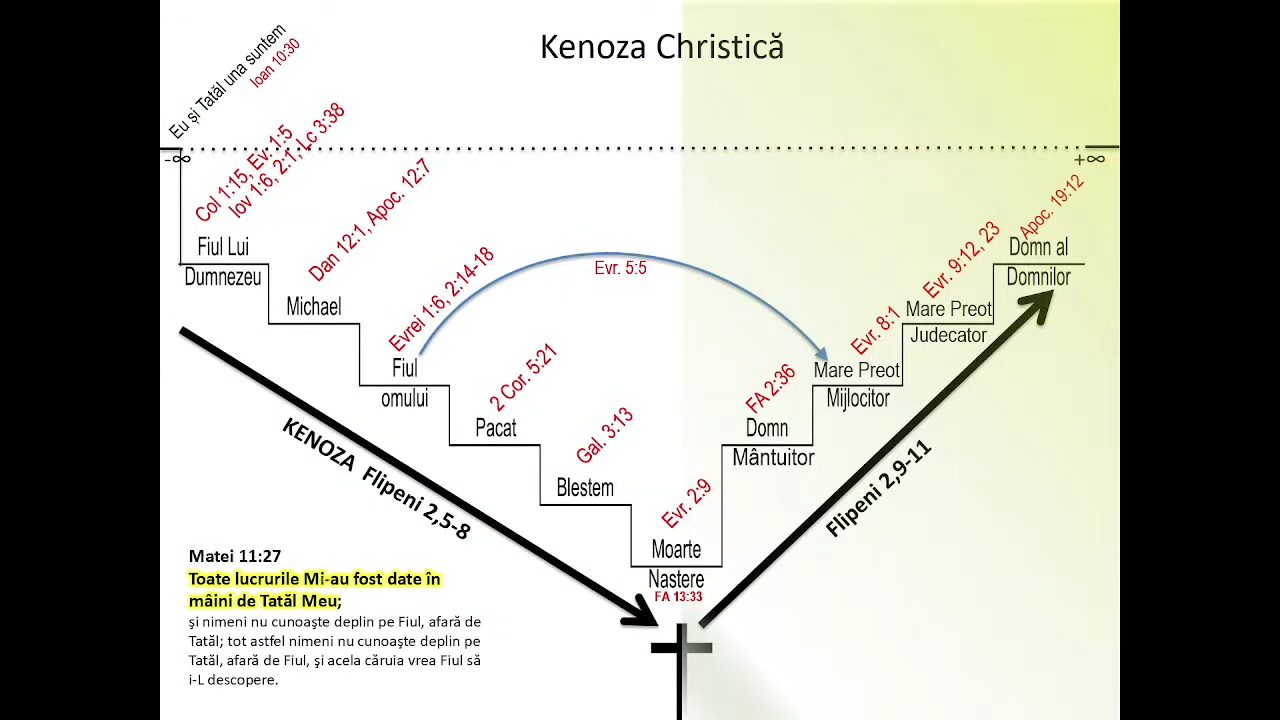 Kenoza Christică
Eu și Tatăl una suntem
Ioan 10:30
-∞
+∞
Col 1:15, Ev. 1:5
Iov 1:6, 2:1, Lc 3:38
Fiul Lui
Dumnezeu
Dan 12:1, Apoc. 12:7
Michael
Evrei 1:6, 2:14-18
Fiul
omului
Evr. 5:5
2 Cor. 5:21
Pacat
Gal. 3:13
Blestem
Evr. 2:9
Moarte
Nastere
FA 13:33
FA 2:36
Domn
Mântuitor
Evr. 8:1
Mare Preot
Mijlocitor
Evr. 9:12, 23
Mare Preot
Judecator
Apoc. 19:12
Domn al
Domnilor
KENOZA Flipeni 2,5-8
Flipeni 2,9-11
Matei 11:27
Toate lucrurile Mi-au fost date în
mâini de Tatăl Meu;
şi nimeni nu cunoaşte deplin pe Fiul, afară de
Tatăl; tot astfel nimeni nu cunoaşte deplin pe
Tatăl, afară de Fiul, şi acela căruia vrea Fiul să
i-L descopere.